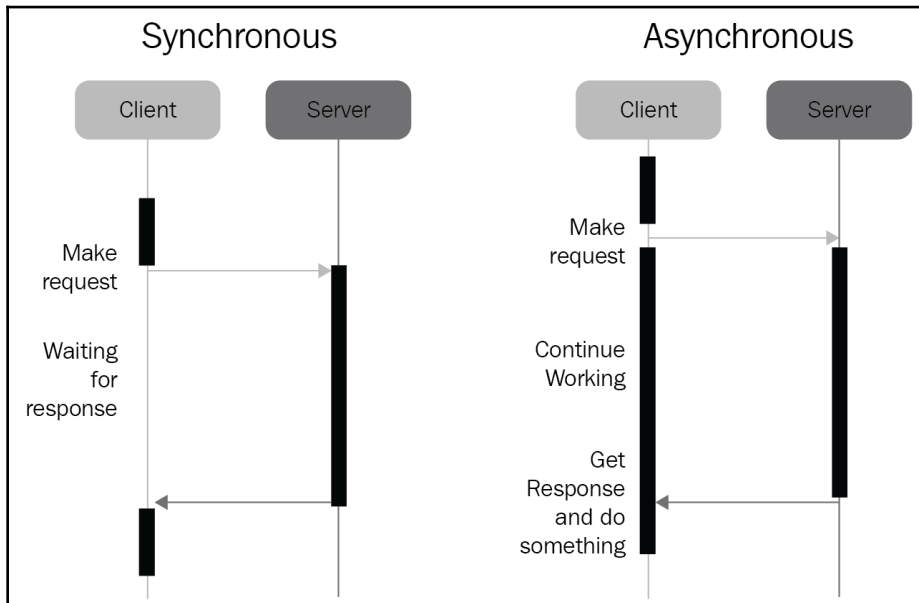 Synchronous
Client
Server
Make
request
Waiting
for
response
Asynchronous
Client
Server
Make
request
Continue
Working
Get
Response
and do
something